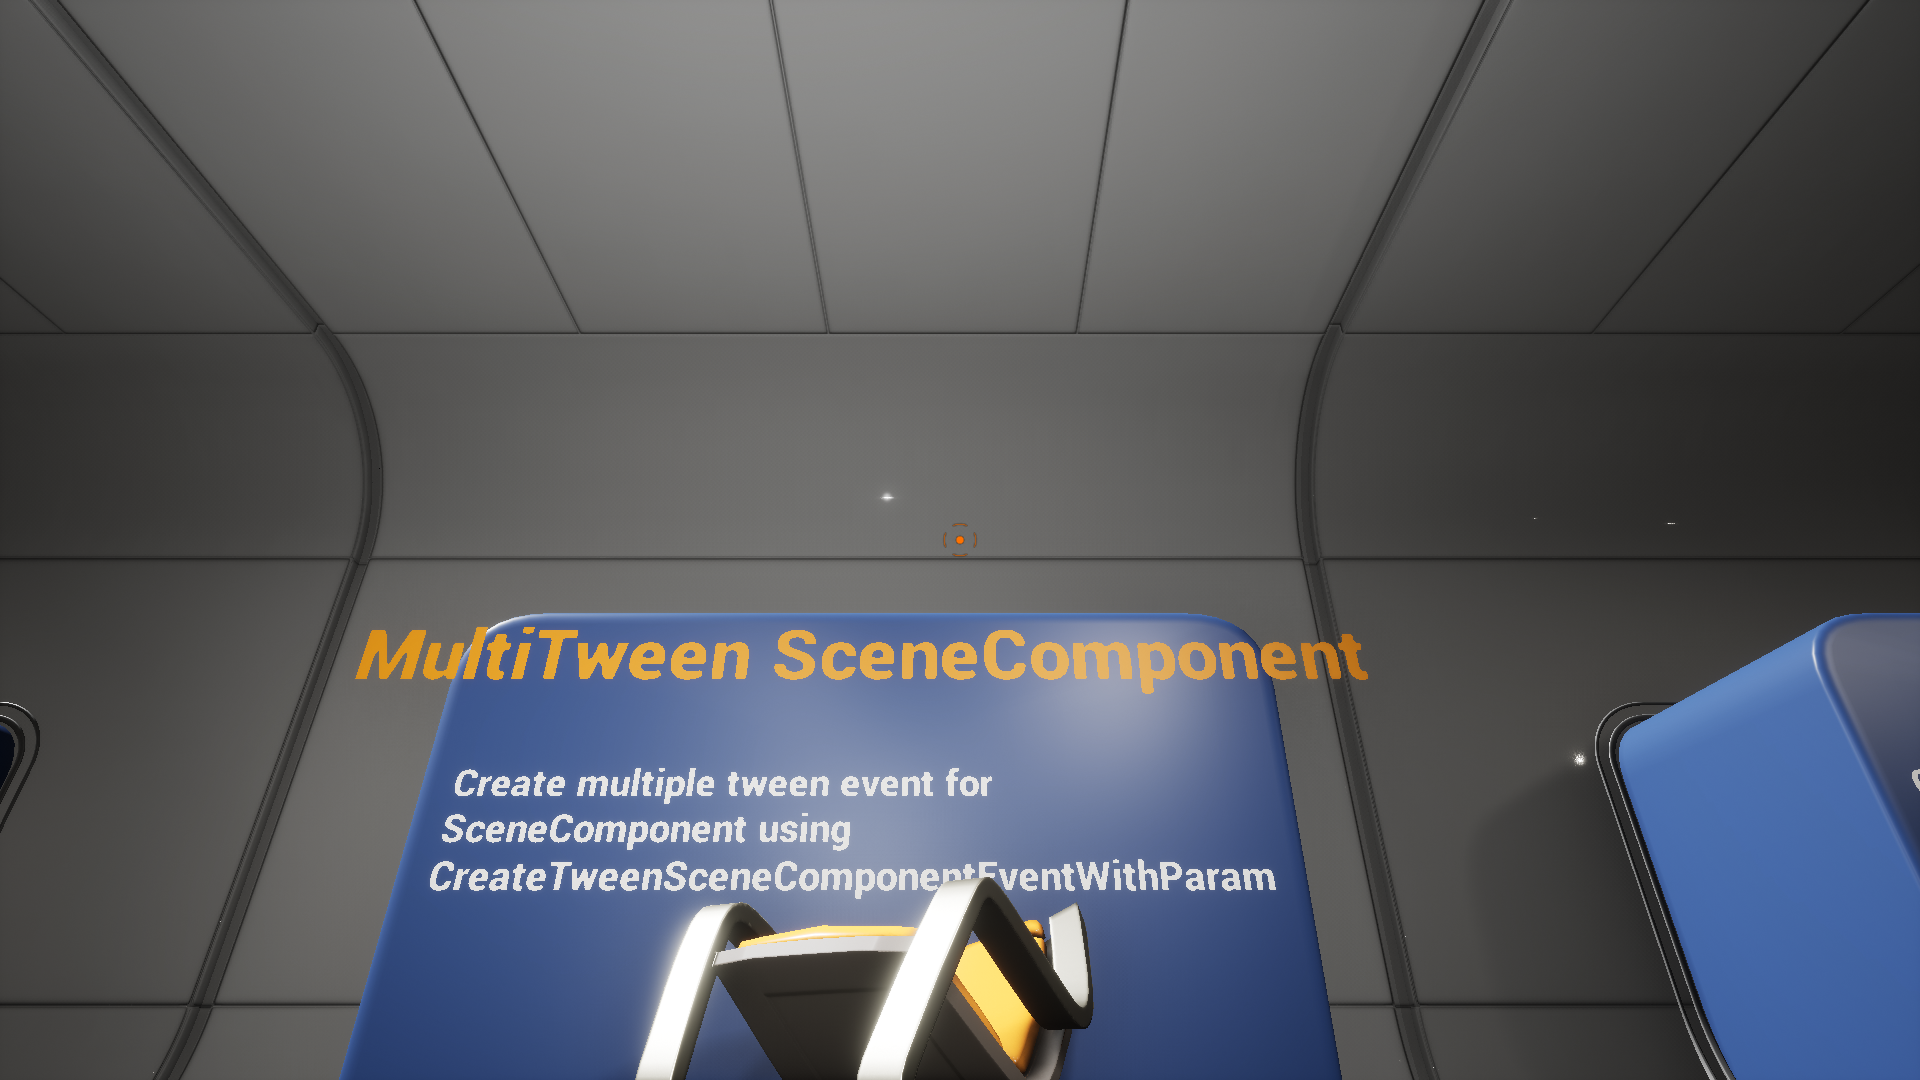 MultiTween SceneComponent
Create multiple tween event for
SceneComponent using
CreateTweenSceneComponentEventWithParam